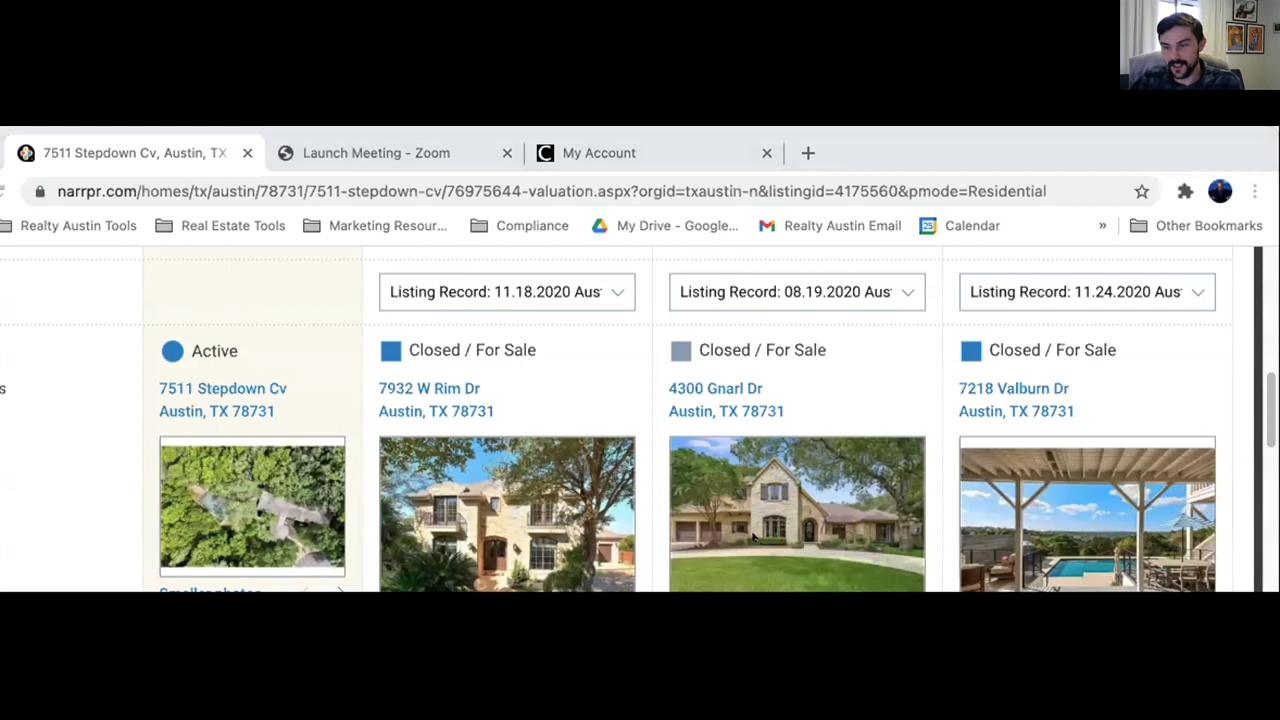 7511 Stepdown Cv, Austin, TX
Launch Meeting - Zoom
My Account
narrpr.com/homes/tx/austin/78731/7511-stepdown-cv/76975644-valuation.aspx?orgid=txaustin-n&listingid=4175560&pmode=Residential
Realty Austin Tools
Real Estate Tools
Marketing Resour...
Compliance
My Drive - Google...
Realty Austin Email
25
Calendar
»
Other Bookmarks
Listing Record: 11.18.2020 Aus
Listing Record: 08.19.2020 Aus
Listing Record: 11.24.2020 Aus
Active
Closed / For Sale
Closed / For Sale
Closed / For Sale
s
7511 Stepdown Cv
Austin, TX 78731
7932 W Rim Dr
Austin, TX 78731
4300 Gnarl Dr
Austin, TX 78731
7218 Valburn Dr
Austin, TX 78731
Smaller photos